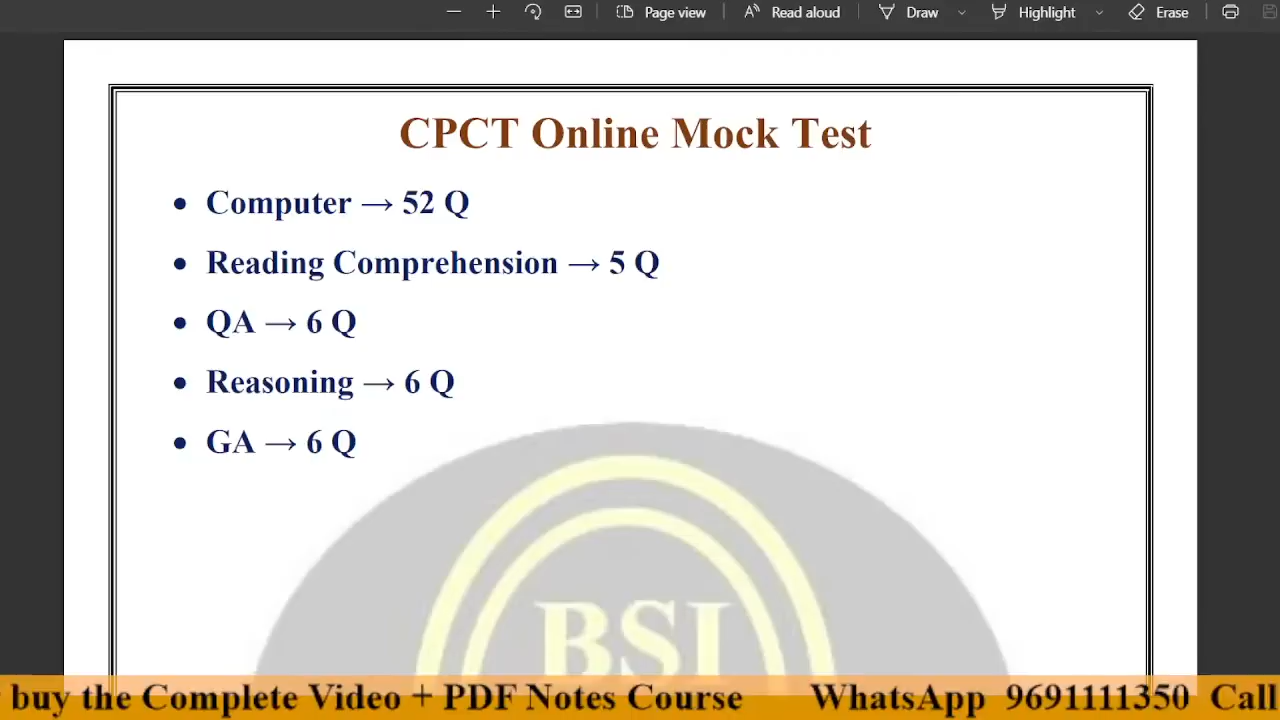 Page view
Read aloud
Draw
Highlight
Erase
CPCT Online Mock Test
• Computer → 52 Q
• Reading Comprehension → 5 Q
• QA → 6 Q
• Reasoning → 6 Q
• GA → 6 Q
BSI
buy the Complete Video + PDF Notes Course WhatsApp 9691111350 Call